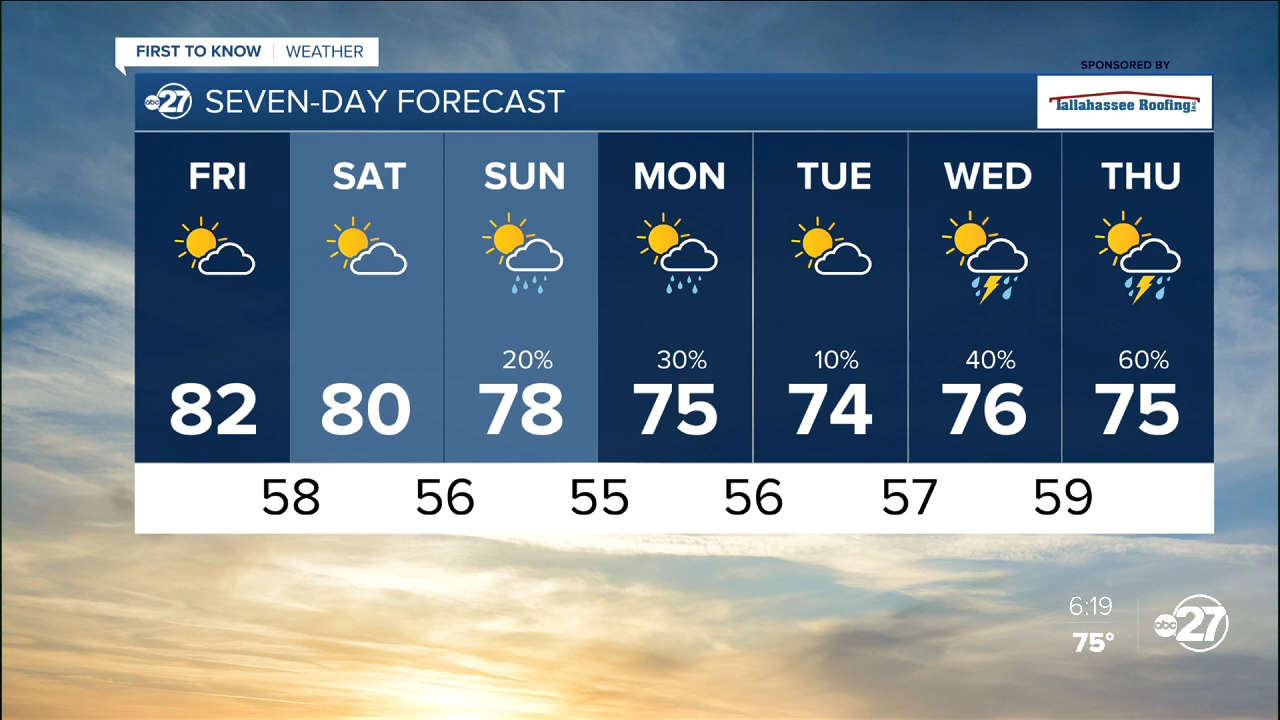 FIRST TO KNOW | WEATHER
SPONSORED BY
abc 27 SEVEN-DAY FORECAST
Tallahassee Roofing Inc.
FRI SAT SUN MON TUE WED THU
20% 30% 10% 40% 60%
82 80 78 75 74 76 75
58 56 55 56 57 59
6:19
75°
abc 27